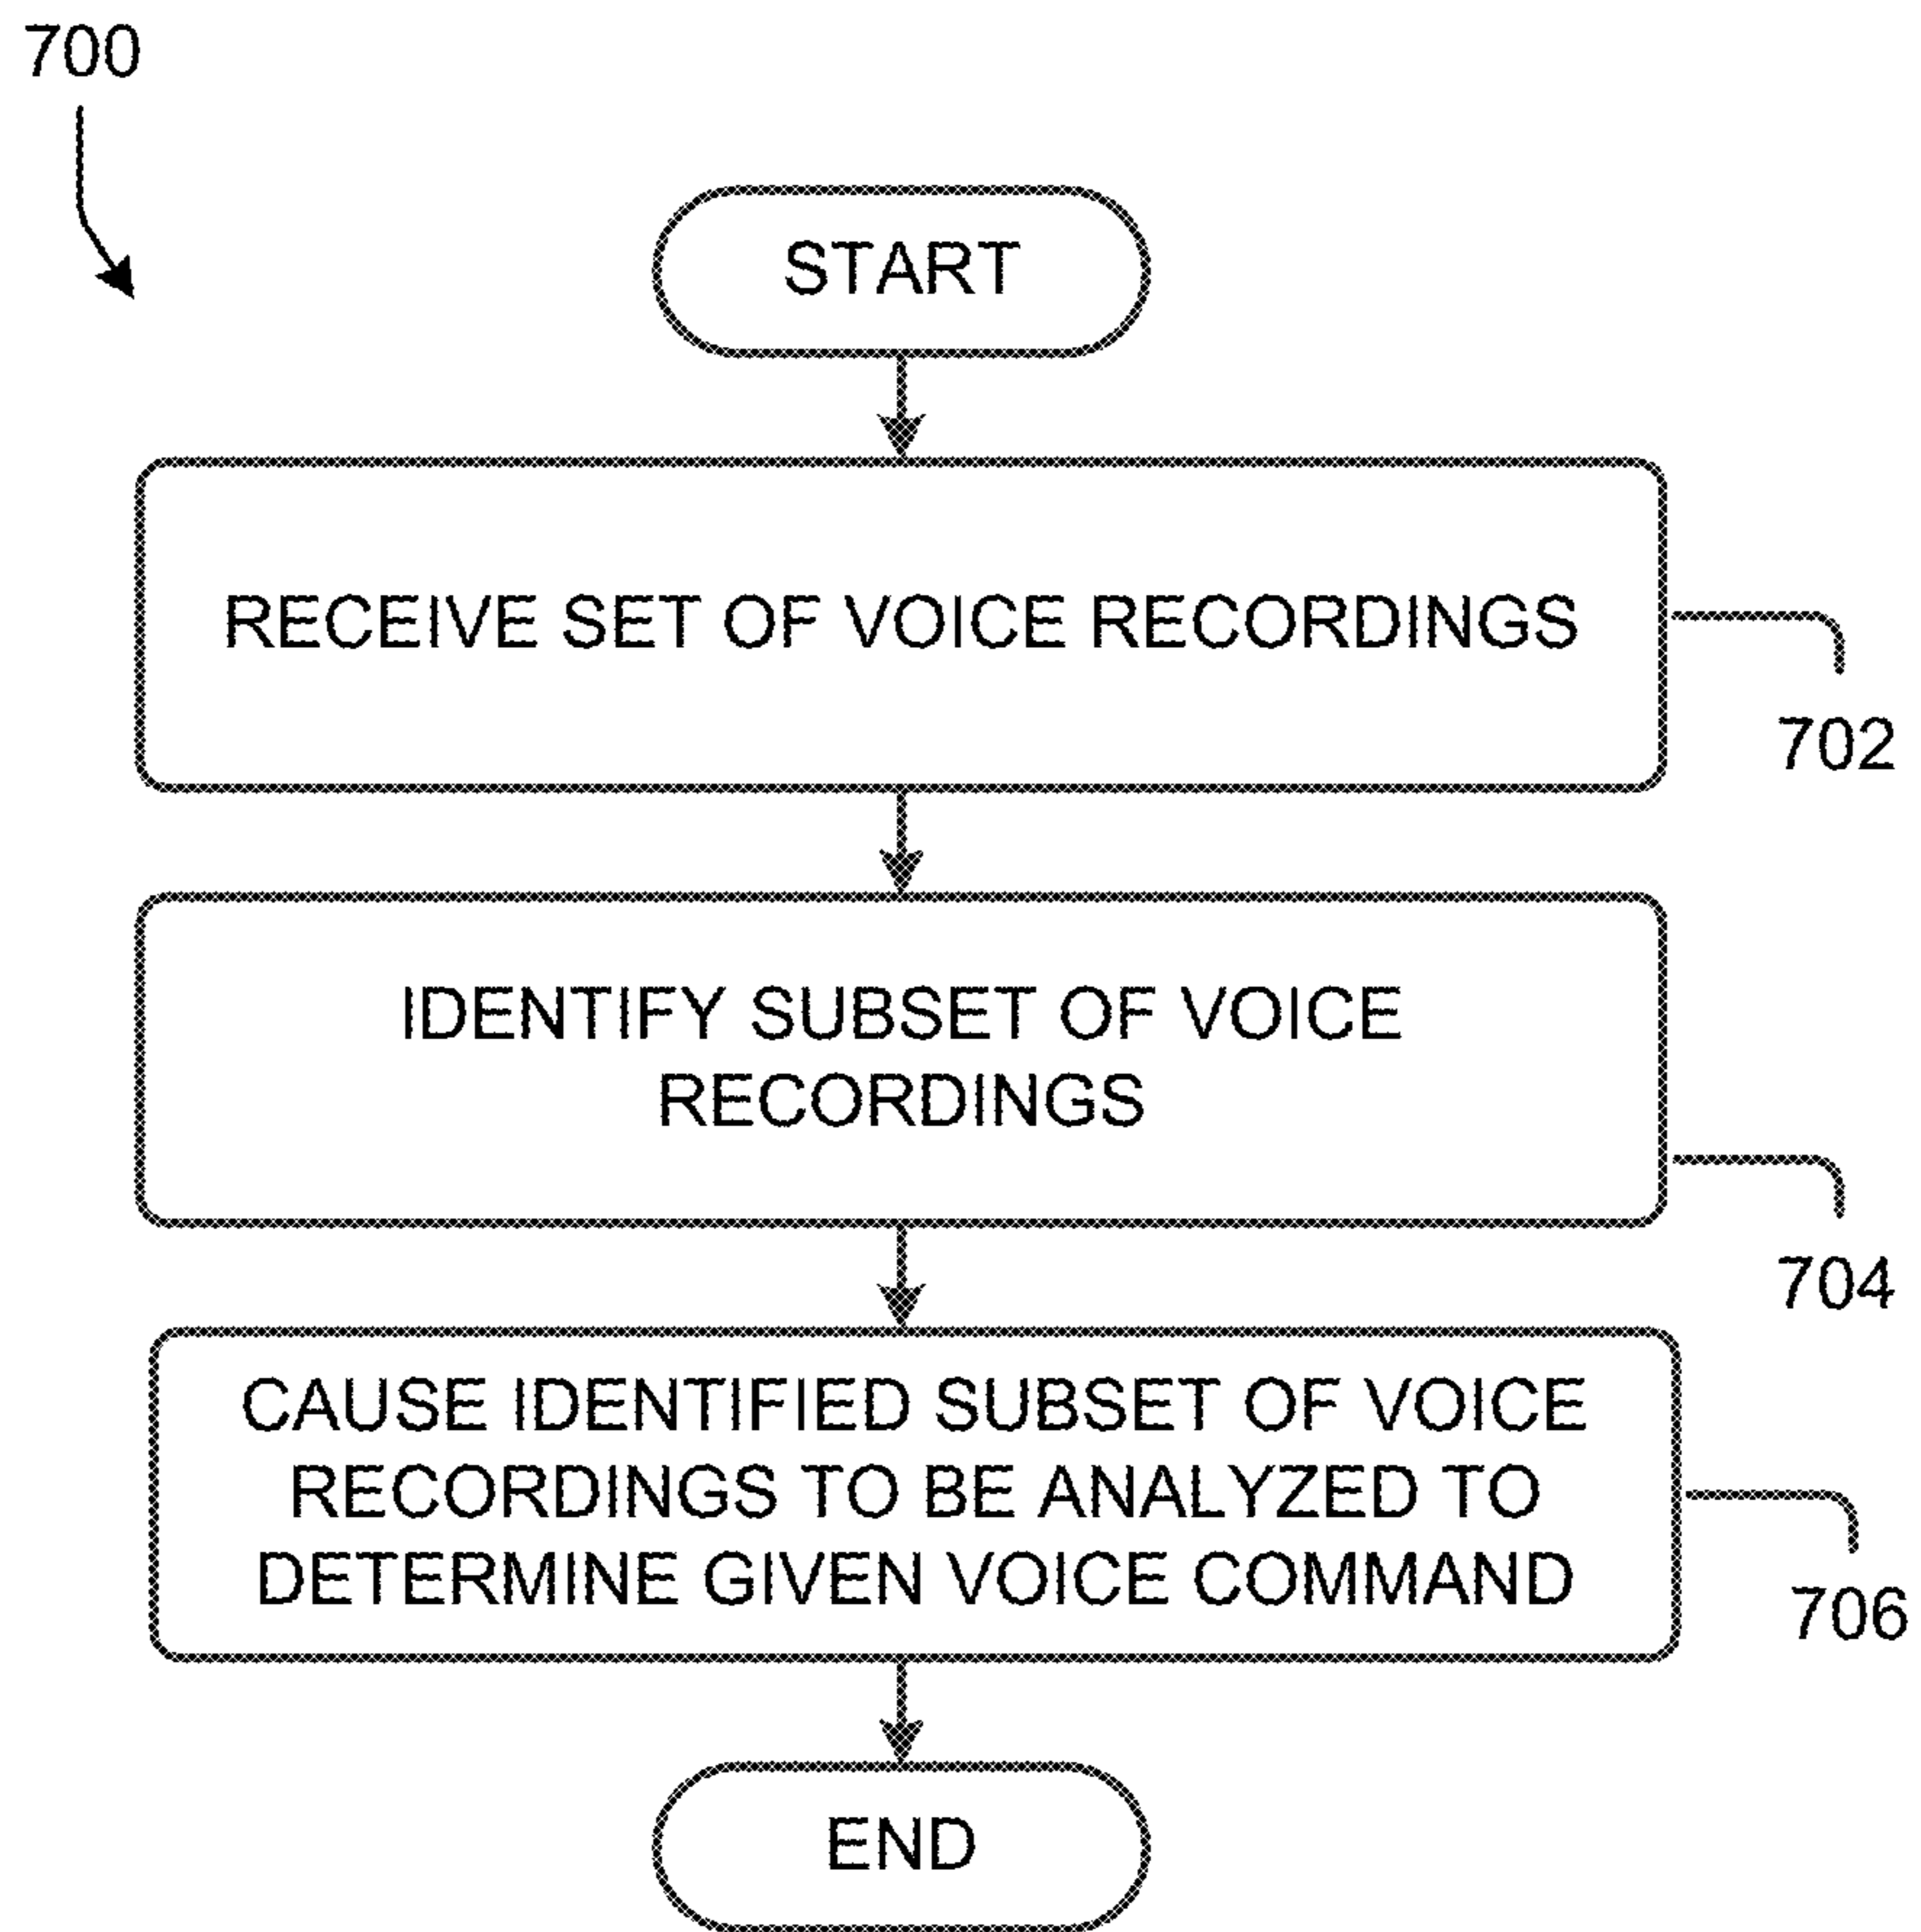 700
START
RECEIVE SET OF VOICE RECORDINGS
702
IDENTIFY SUBSET OF VOICE
RECORDINGS
704
CAUSE IDENTIFIED SUBSET OF VOICE
RECORDINGS TO BE ANALYZED TO
DETERMINE GIVEN VOICE COMMAND
706
END